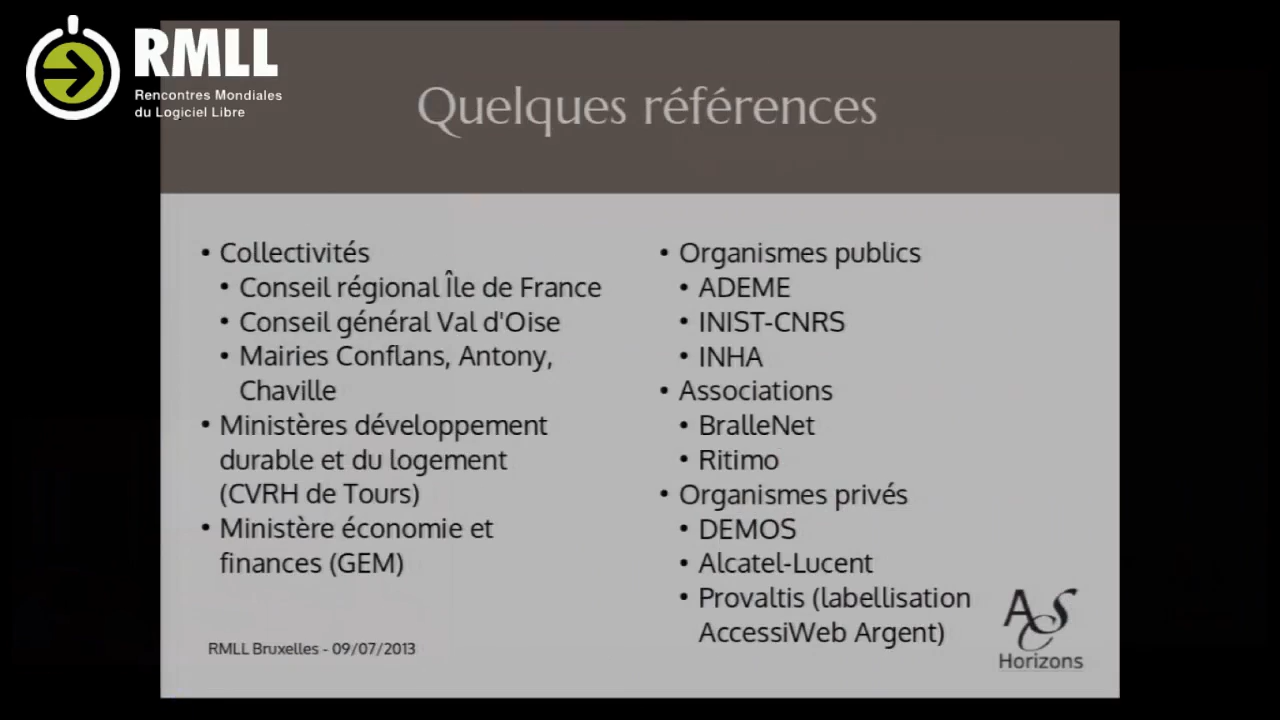 RMLL
Rencontres Mondiales
du Logiciel Libre
Quelques références
• Collectivités
• Conseil régional Île de France
• Conseil général Val d'Oise
• Mairies Conflans, Antony,
Chaville
• Ministères développement
durable et du logement
(CVRH de Tours)
• Ministère économie et
finances (GEM)
• Organismes publics
• ADEME
• INIST-CNRS
• INHA
• Associations
• BralleNet
• Ritimo
• Organismes privés
• DEMOS
• Alcatel-Lucent
• Provaltis (labellisation
AccessiWeb Argent)
RMLL Bruxelles - 09/07/2013
ACS
Horizons